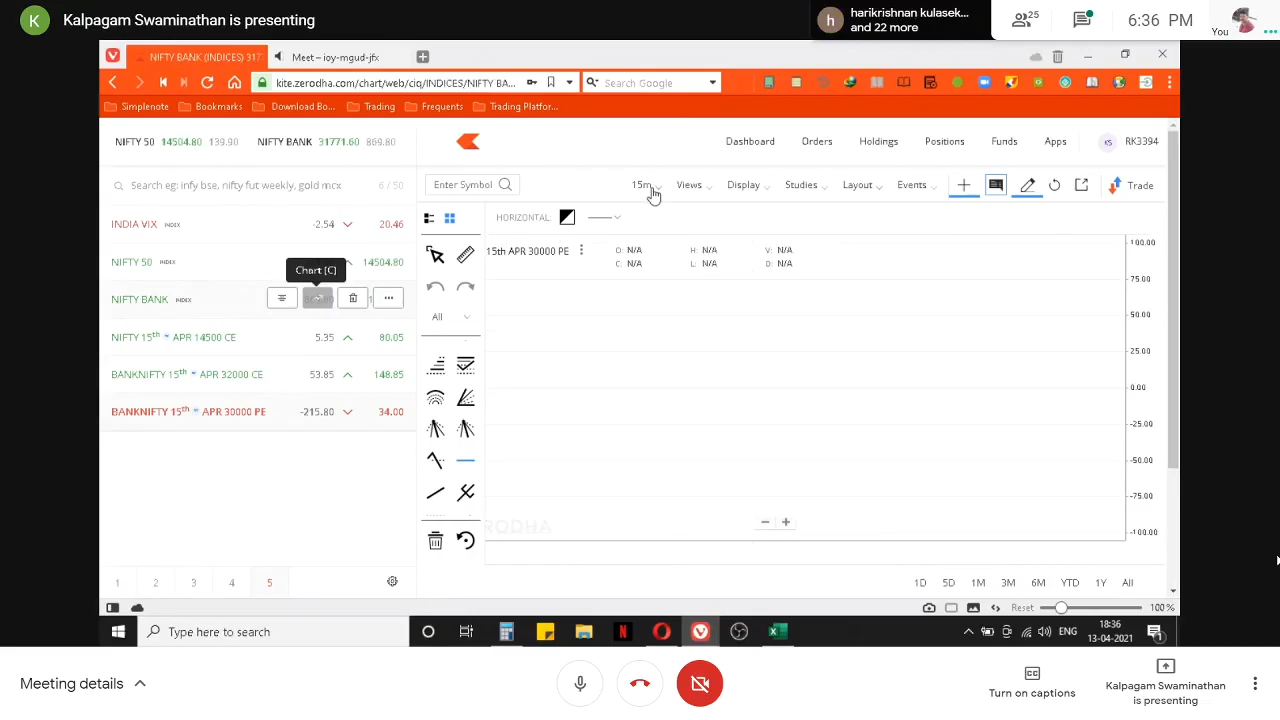 K Kalpagam Swaminathan is presenting
h harikrishnan kulasek...
and 22 more
25
6:36 PM
You
NIFTY BANK (INDICES) 317
Meet – ioy-mgud-jfx
kite.zerodha.com/chart/web/ciq/INDICES/NIFTY BA...
Search Google
Simplenote Bookmarks Download Bo... Trading Frequents Trading Platfor...
NIFTY 50 14504.80 139.90 NIFTY BANK 31771.60 869.80
Dashboard Orders Holdings Positions Funds Apps KS RK3394
Search eg: infy bse, nifty fut weekly, gold mcx 6 / 50
Enter Symbol 15m Views Display Studies Layout Events Trade
HORIZONTAL:
INDIA VIX INDEX -2.54 20.46
NIFTY 50 INDEX 14504.80
Chart [C]
NIFTY BANK INDEX
NIFTY 15th w APR 14500 CE 5.35 80.05
BANKNIFTY 15th w APR 32000 CE 53.85 148.85
BANKNIFTY 15th w APR 30000 PE -215.80 34.00
15th APR 30000 PE O: N/A H: N/A V: N/A
C: N/A L: N/A D: N/A
All
100.00
75.00
50.00
25.00
0.00
-25.00
-50.00
-75.00
-100.00
RODHA
1 2 3 4 5
1D 5D 1M 3M 6M YTD 1Y All
Reset 100 %
Type here to search
ENG
18:36
13-04-2021
1
Meeting details
Turn on captions
Kalpagam Swaminathan
is presenting